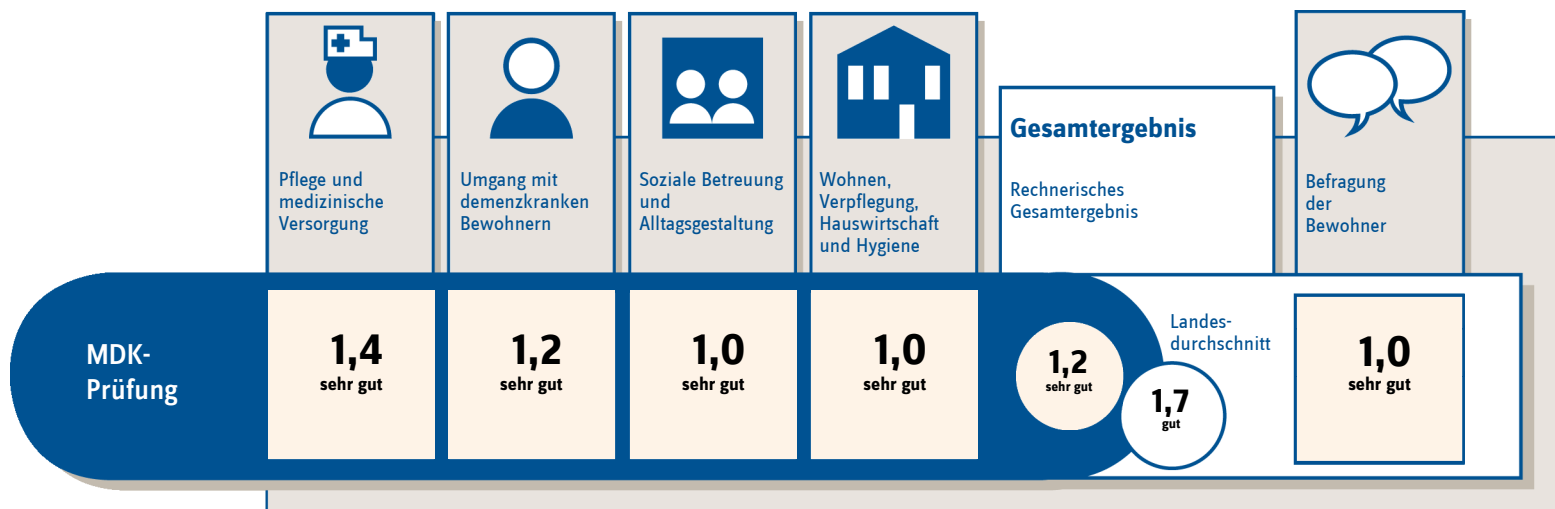 Pflege und
medizinische
Versorgung
Umgang mit
demenzkranken
Bewohnern
Soziale Betreuung
und
Alltagsgestaltung
Wohnen,
Verpflegung,
Hauswirtschaft
und Hygiene
Gesamtergebnis
Rechnerisches
Gesamtergebnis
Befragung
der
Bewohner
MDK-
Prüfung
1,4
sehr gut
1,2
sehr gut
1,0
sehr gut
1,0
sehr gut
1,2
sehr gut
Landes-
durchschnitt
1,7
gut
1,0
sehr gut